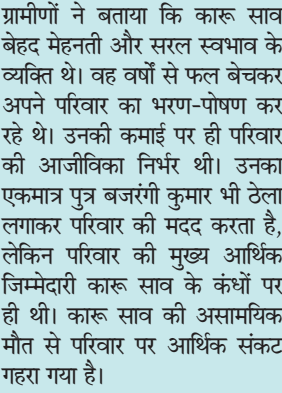 ग्रामीणों ने बताया कि कारू साव
बेहद मेहनती और सरल स्वभाव के
व्यक्ति थे। वह वर्षों से फल बेचकर
अपने परिवार का भरण-पोषण कर
रहे थे। उनकी कमाई पर ही परिवार
की आजीविका निर्भर थी। उनका
एकमात्र पुत्र बजरंगी कुमार भी ठेला
लगाकर परिवार की मदद करता है,
लेकिन परिवार की मुख्य आर्थिक
जिम्मेदारी कारू साव के कंधों पर
ही थी। कारू साव की असामयिक
मौत से परिवार पर आर्थिक संकट
गहरा गया है।